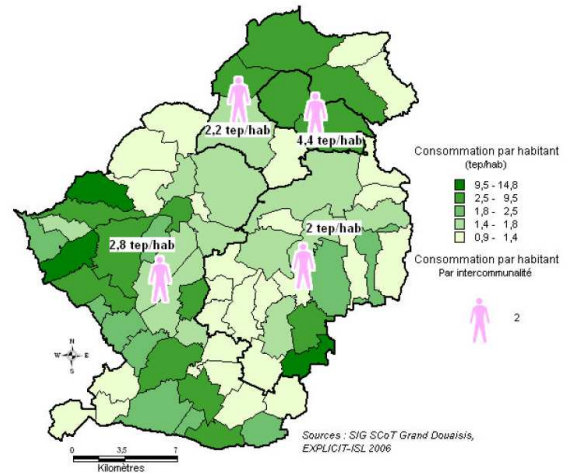 2,2 tep/hab
4,4 tep/hab
2,8 tep/hab
2 tep/hab
Consommation par habitant
(tep/hab)
9,5 - 14,8
2,5 - 9,5
1,8 - 2,5
1,4 - 1,8
0,9 - 1,4
Consommation par habitant
Par intercommunalité
2
N
W E
S
0 3,5 7
Kilomètres
Sources : SIG SCoT Grand Douaisis,
EXPLICIT-ISL 2006